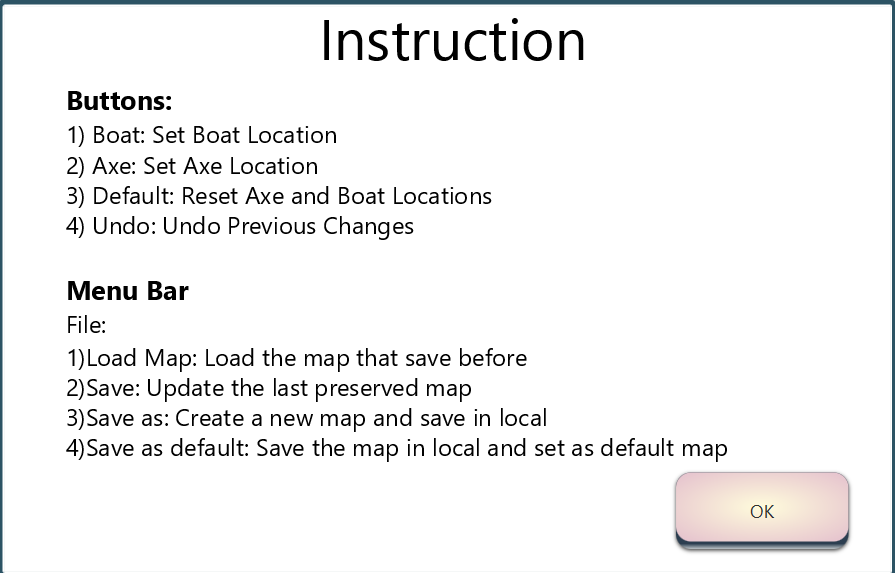 Instruction
Buttons:
1) Boat: Set Boat Location
2) Axe: Set Axe Location
3) Default: Reset Axe and Boat Locations
4) Undo: Undo Previous Changes
Menu Bar
File:
1)Load Map: Load the map that save before
2)Save: Update the last preserved map
3)Save as: Create a new map and save in local
4)Save as default: Save the map in local and set as default map
OK